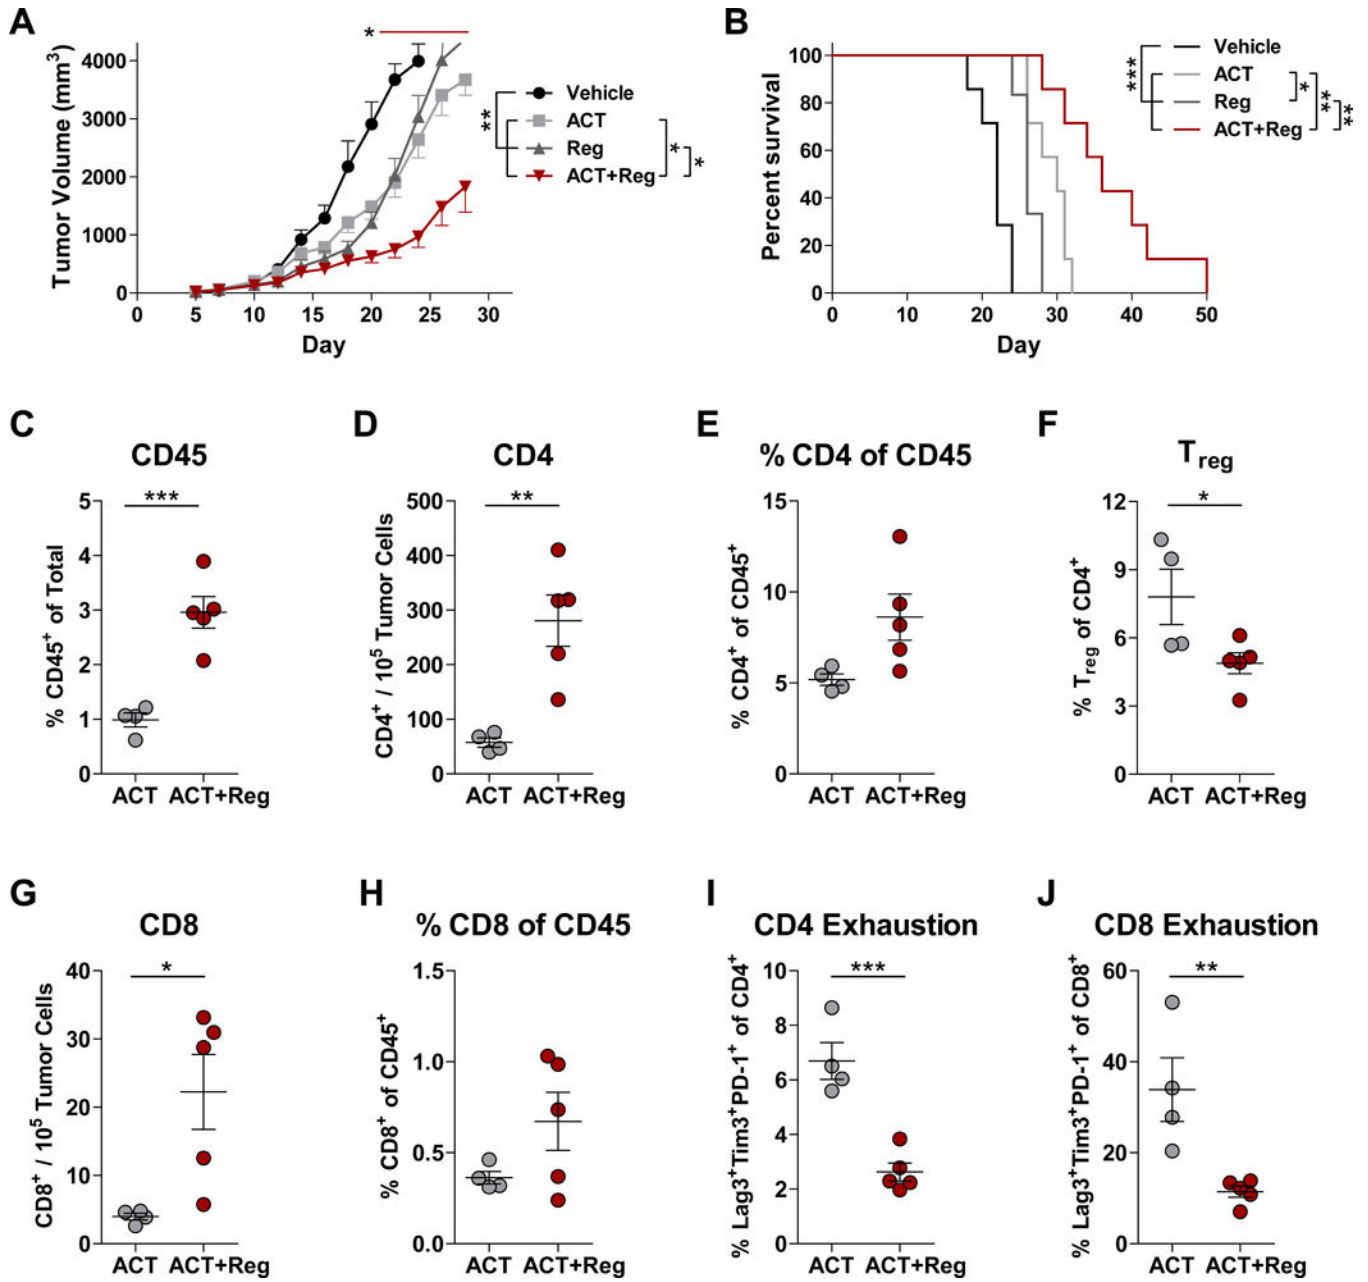 A
Tumor Volume (mm³)
4000
3000
2000
1000
0
0 5 10 15 20 25 30
Day
*
Vehicle
ACT
Reg
ACT+Reg
**
*
*
B
Percent survival
100
80
60
40
20
0
0 10 20 30 40 50
Day
Vehicle
ACT
Reg
ACT+Reg
***
*
**
**
C
CD45
***
% CD45⁺ of Total
5
4
3
2
1
0
ACT ACT+Reg
D
CD4
**
CD4⁺ / 10⁵ Tumor Cells
500
400
300
200
100
0
ACT ACT+Reg
E
% CD4 of CD45
% CD4⁺ of CD45⁺
15
10
5
0
ACT ACT+Reg
F
Treg
*
% Treg of CD4⁺
12
9
6
3
0
ACT ACT+Reg
G
CD8
*
CD8⁺ / 10⁵ Tumor Cells
40
30
20
10
0
ACT ACT+Reg
H
% CD8 of CD45
% CD8⁺ of CD45⁺
1.5
1.0
0.5
0.0
ACT ACT+Reg
I
CD4 Exhaustion
***
% Lag3⁺Tim3⁺PD-1⁺ of CD4⁺
10
8
6
4
2
0
ACT ACT+Reg
J
CD8 Exhaustion
**
% Lag3⁺Tim3⁺PD-1⁺ of CD8⁺
60
40
20
0
ACT ACT+Reg